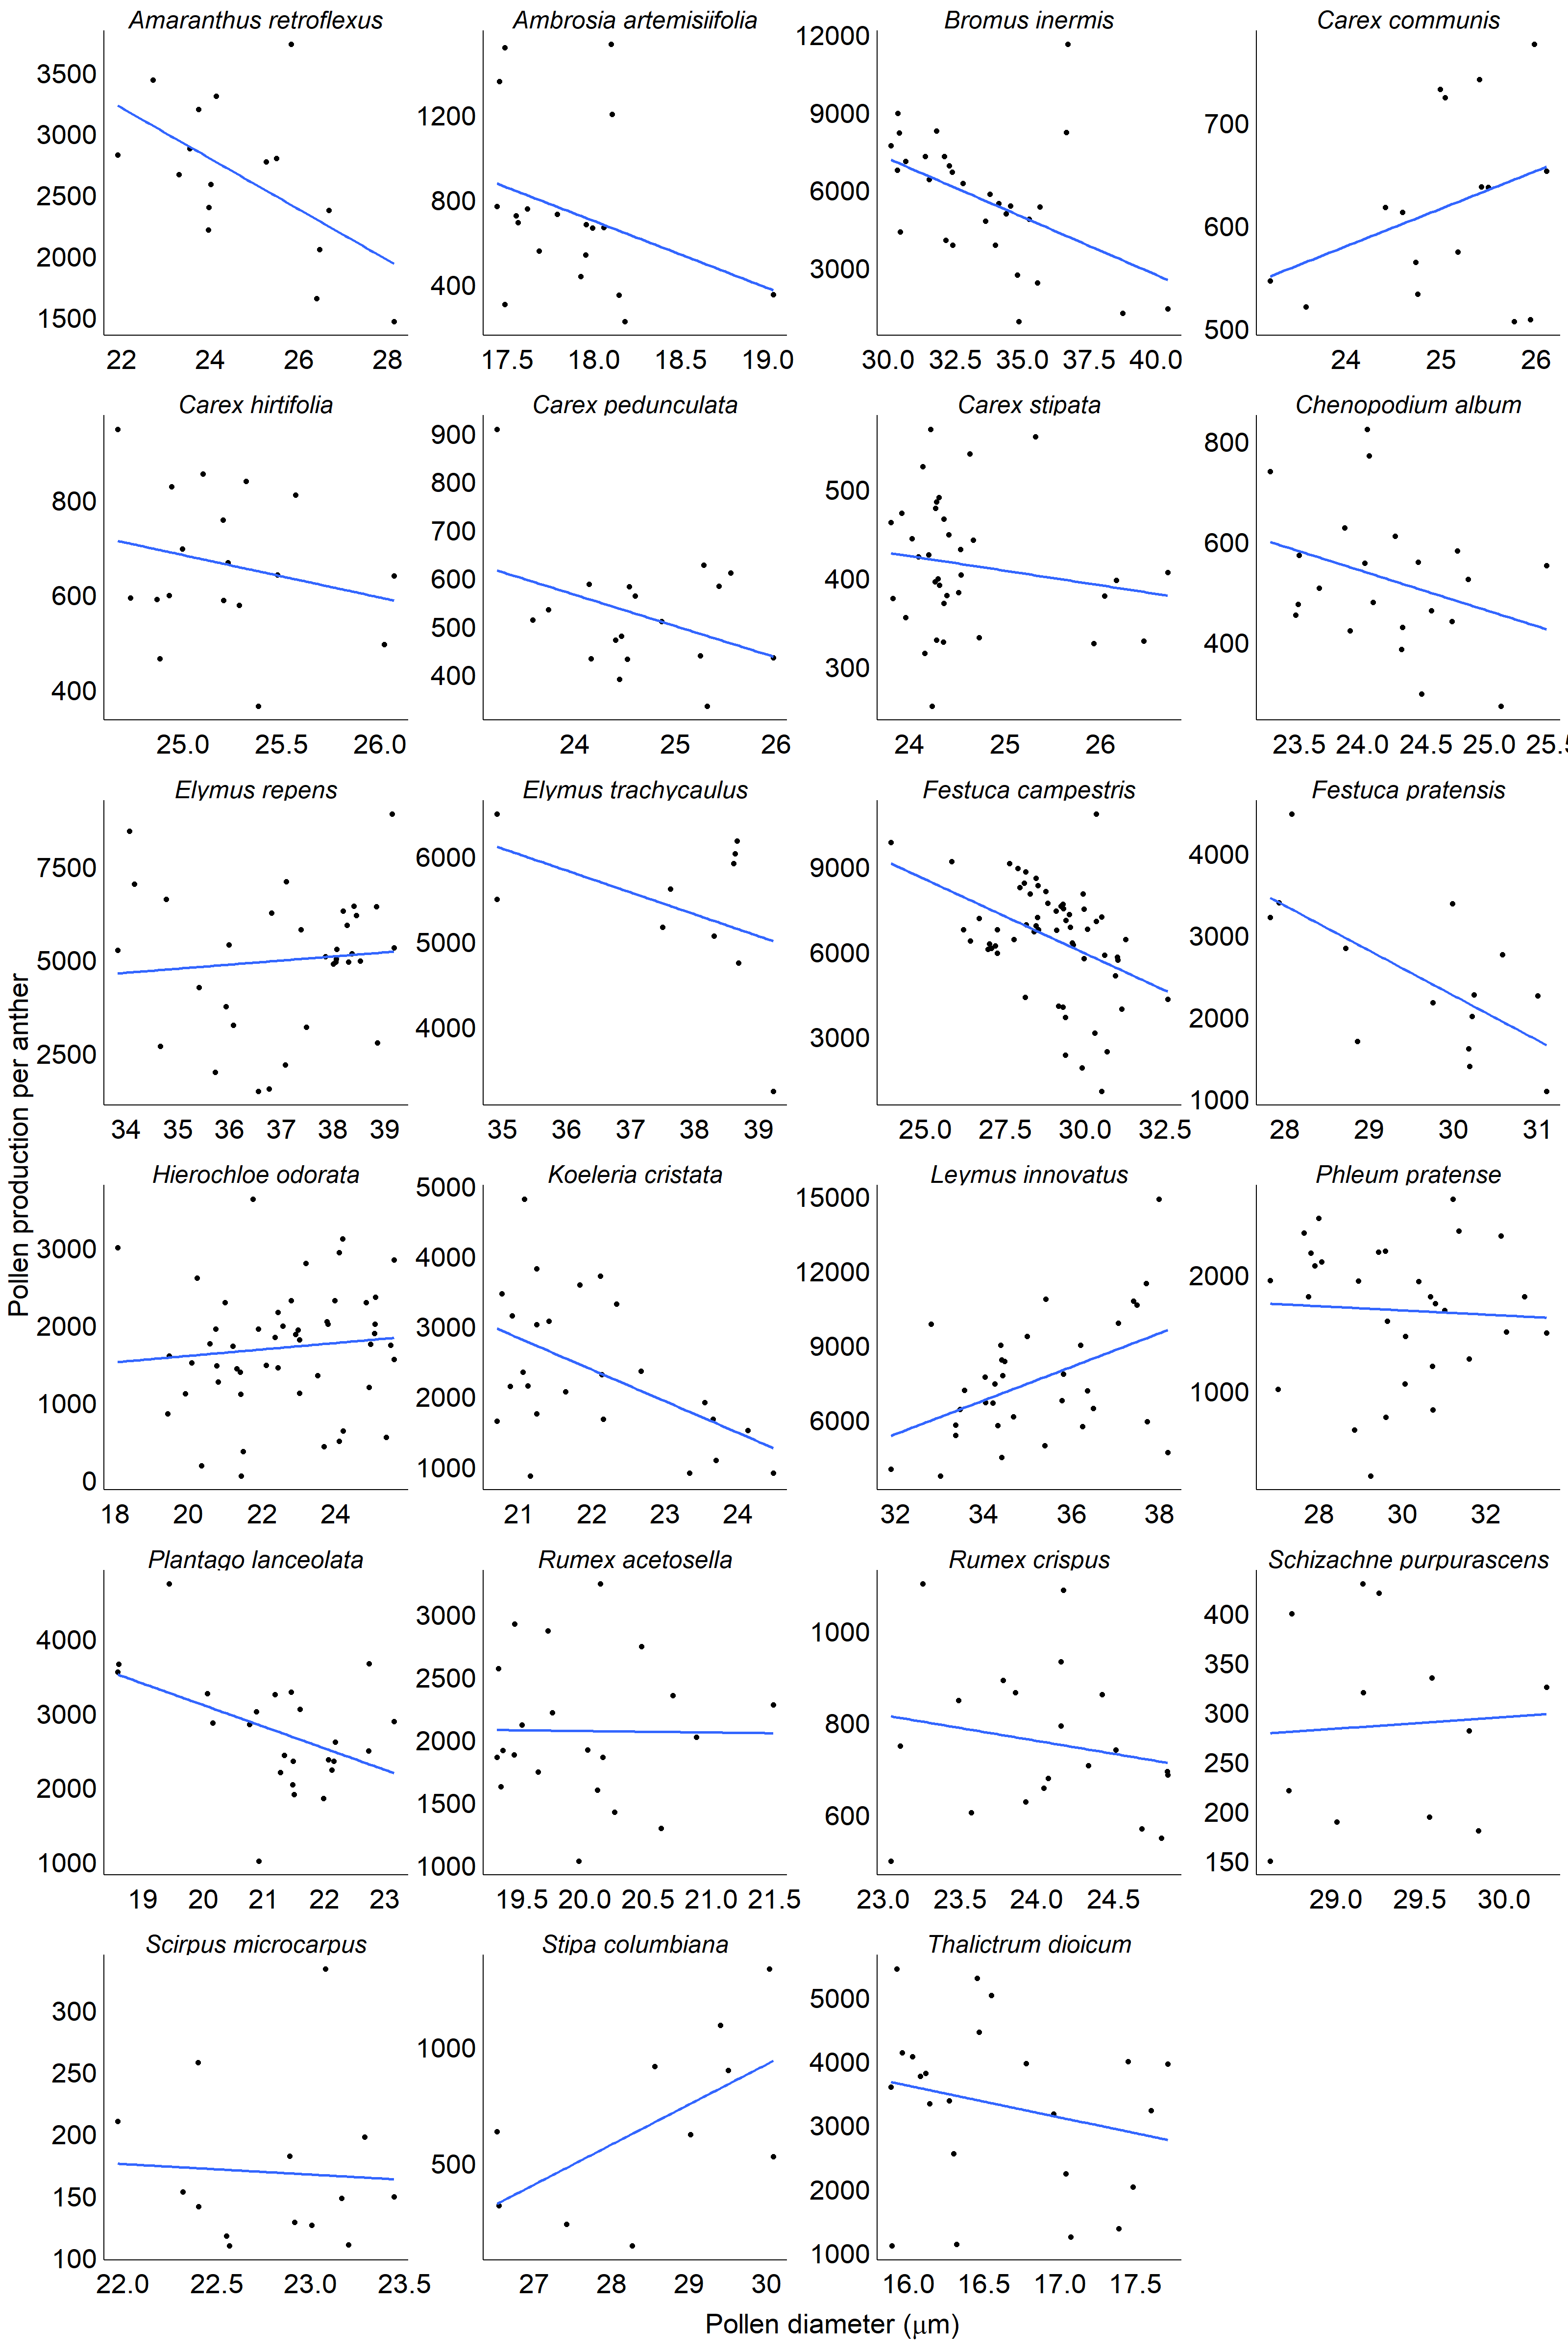 Amaranthus retroflexus
Ambrosia artemisiifolia
Bromus inermis
Carex communis
3500
3000
2500
2000
1500
22 24 26 28
1200
800
400
17.5 18.0 18.5 19.0
12000
9000
6000
3000
30.0 32.5 35.0 37.5 40.0
700
600
500
24 25 26
Carex hirtifolia
Carex pedunculata
Carex stipata
Chenopodium album
800
600
400
25.0 25.5 26.0
900
800
700
600
500
400
24 25 26
500
400
300
24 25 26
800
600
400
23.5 24.0 24.5 25.0 25.5
Elymus repens
Elymus trachycaulus
Festuca campestris
Festuca pratensis
7500
5000
2500
34 35 36 37 38 39
6000
5000
4000
35 36 37 38 39
9000
6000
3000
25.0 27.5 30.0 32.5
4000
3000
2000
1000
28 29 30 31
Pollen production per anther
Hierochloe odorata
Koeleria cristata
Leymus innovatus
Phleum pratense
3000
2000
1000
0
18 20 22 24
5000
4000
3000
2000
1000
21 22 23 24
15000
12000
9000
6000
32 34 36 38
2000
1000
28 30 32
Plantago lanceolata
Rumex acetosella
Rumex crispus
Schizachne purpurascens
4000
3000
2000
1000
19 20 21 22 23
3000
2500
2000
1500
1000
19.5 20.0 20.5 21.0 21.5
1000
800
600
23.0 23.5 24.0 24.5
400
350
300
250
200
150
29.0 29.5 30.0
Scirpus microcarpus
Stipa columbiana
Thalictrum dioicum
300
250
200
150
100
22.0 22.5 23.0 23.5
1000
500
27 28 29 30
5000
4000
3000
2000
1000
16.0 16.5 17.0 17.5
Pollen diameter (μm)